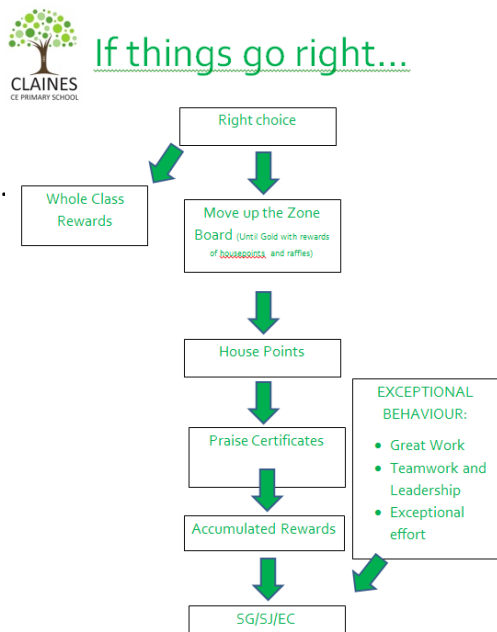 If things go right...
CLAINES
CE PRIMARY SCHOOL
Right choice
Whole Class
Rewards
Move up the Zone
Board (Until Gold with rewards
of housepoints and raffles)
House Points
Praise Certificates
Accumulated Rewards
EXCEPTIONAL
BEHAVIOUR:
• Great Work
• Teamwork and
Leadership
• Exceptional
effort
SG/SJ/EC